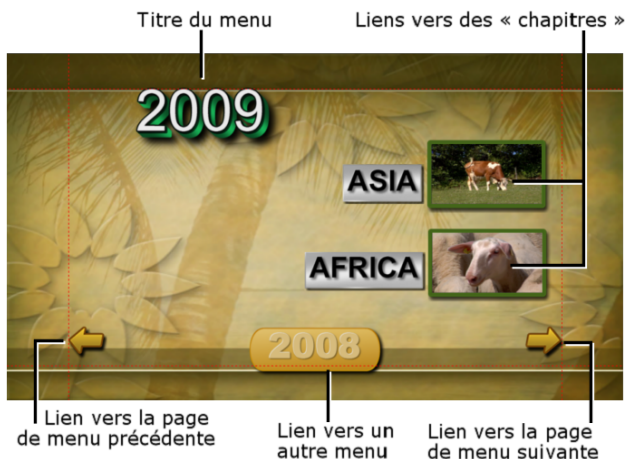 Titre du menu
Liens vers des « chapitres »
2009
ASIA
AFRICA
2008
Lien vers la page
de menu précédente
Lien vers un
autre menu
Lien vers la page
de menu suivante